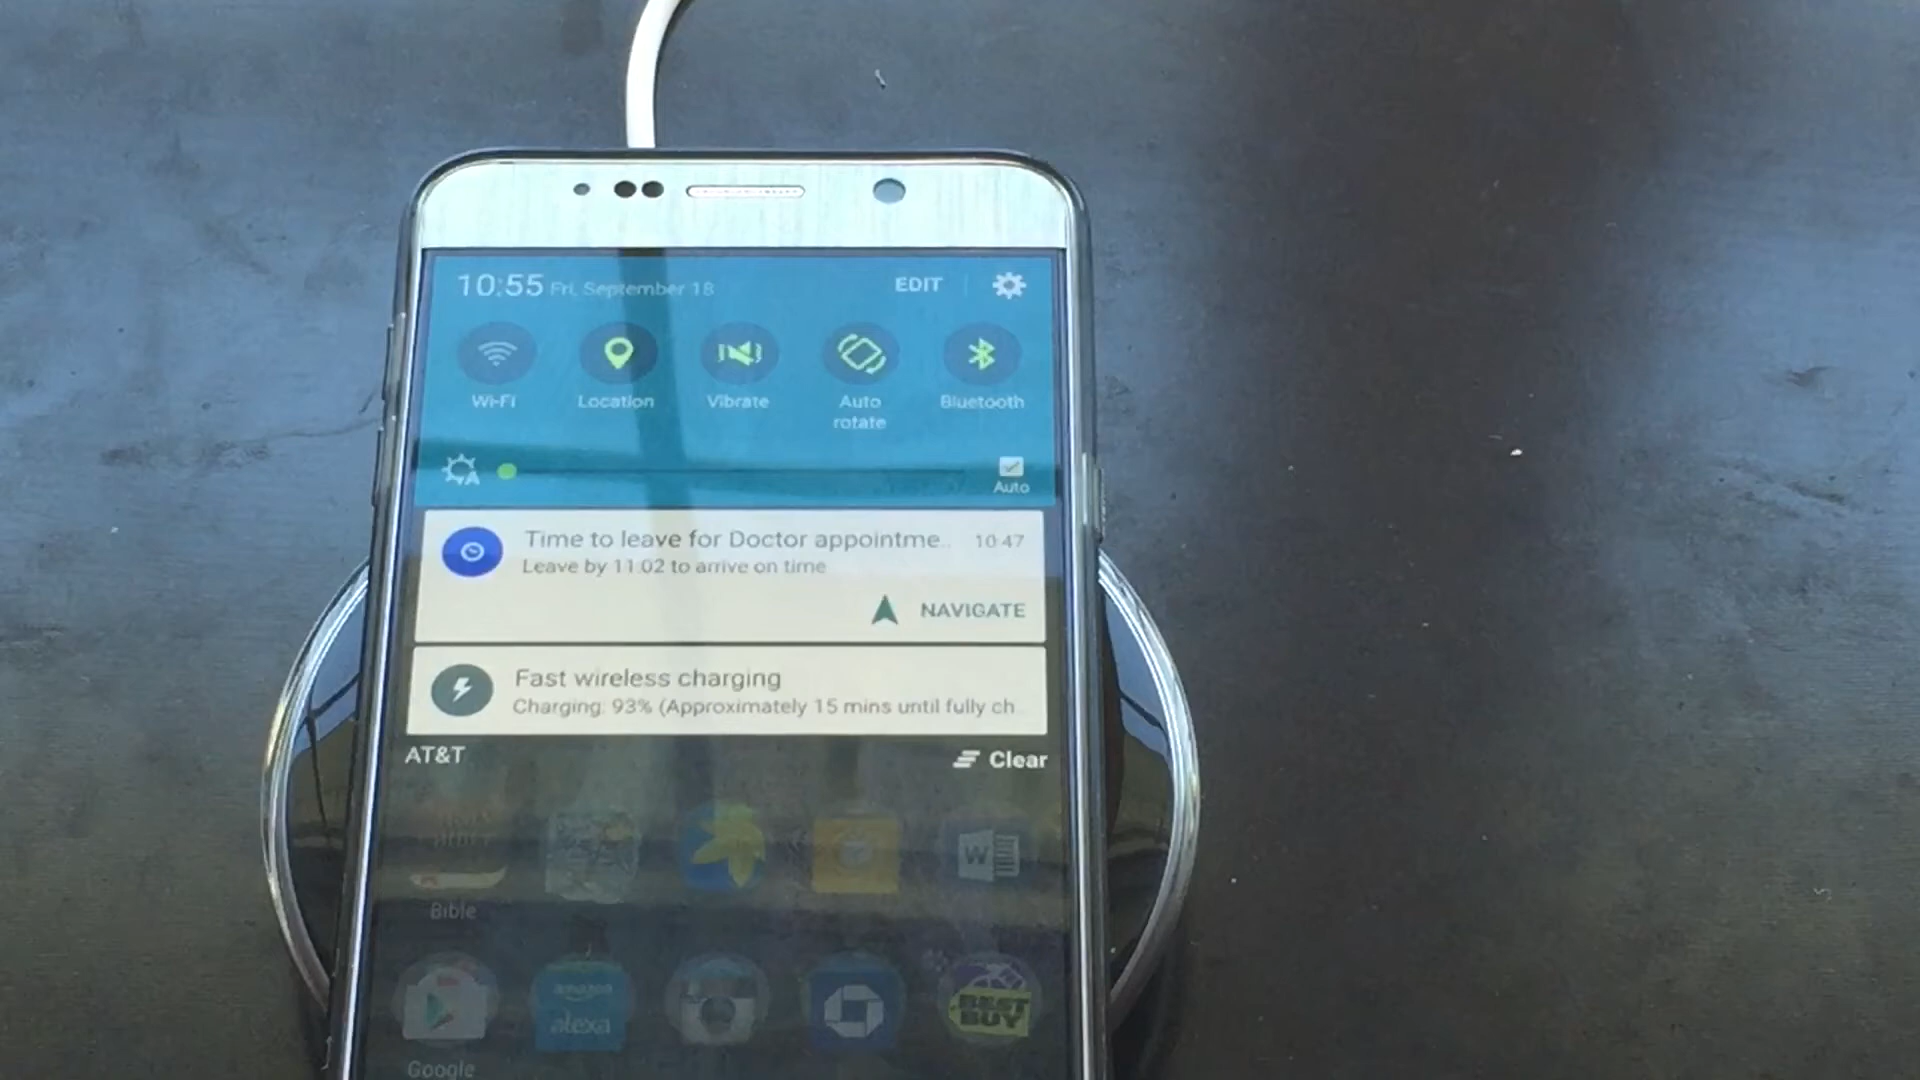 10:55 Fri, September 18 EDIT
Wi-Fi Location Vibrate Auto rotate Bluetooth
A
Auto
Time to leave for Doctor appointme.. 10:47
Leave by 11:02 to arrive on time
NAVIGATE
Fast wireless charging
Charging: 93% (Approximately 15 mins until fully ch
AT&T Clear
W
Bible
amazon
alexa
BEST
BUY
Google